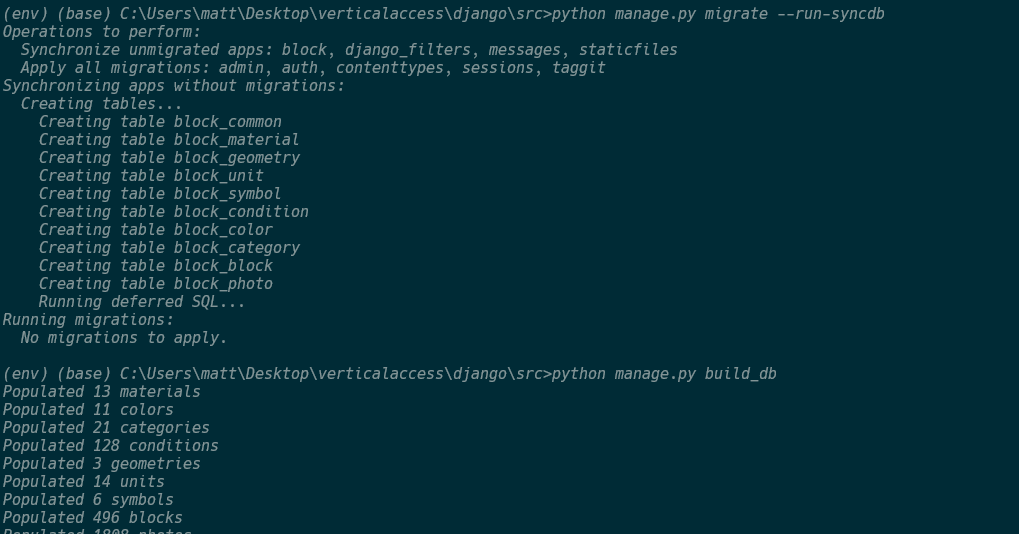 (env) (base) C:\Users\matt\Desktop\verticalaccess\django\src>python manage.py migrate --run-syncdb
Operations to perform:
  Synchronize unmigrated apps: block, django_filters, messages, staticfiles
  Apply all migrations: admin, auth, contenttypes, sessions, taggit
Synchronizing apps without migrations:
  Creating tables...
    Creating table block_common
    Creating table block_material
    Creating table block_geometry
    Creating table block_unit
    Creating table block_symbol
    Creating table block_condition
    Creating table block_color
    Creating table block_category
    Creating table block_block
    Creating table block_photo
    Running deferred SQL...
Running migrations:
  No migrations to apply.

(env) (base) C:\Users\matt\Desktop\verticalaccess\django\src>python manage.py build_db
Populated 13 materials
Populated 11 colors
Populated 21 categories
Populated 128 conditions
Populated 3 geometries
Populated 14 units
Populated 6 symbols
Populated 496 blocks
Populated 1808 photos